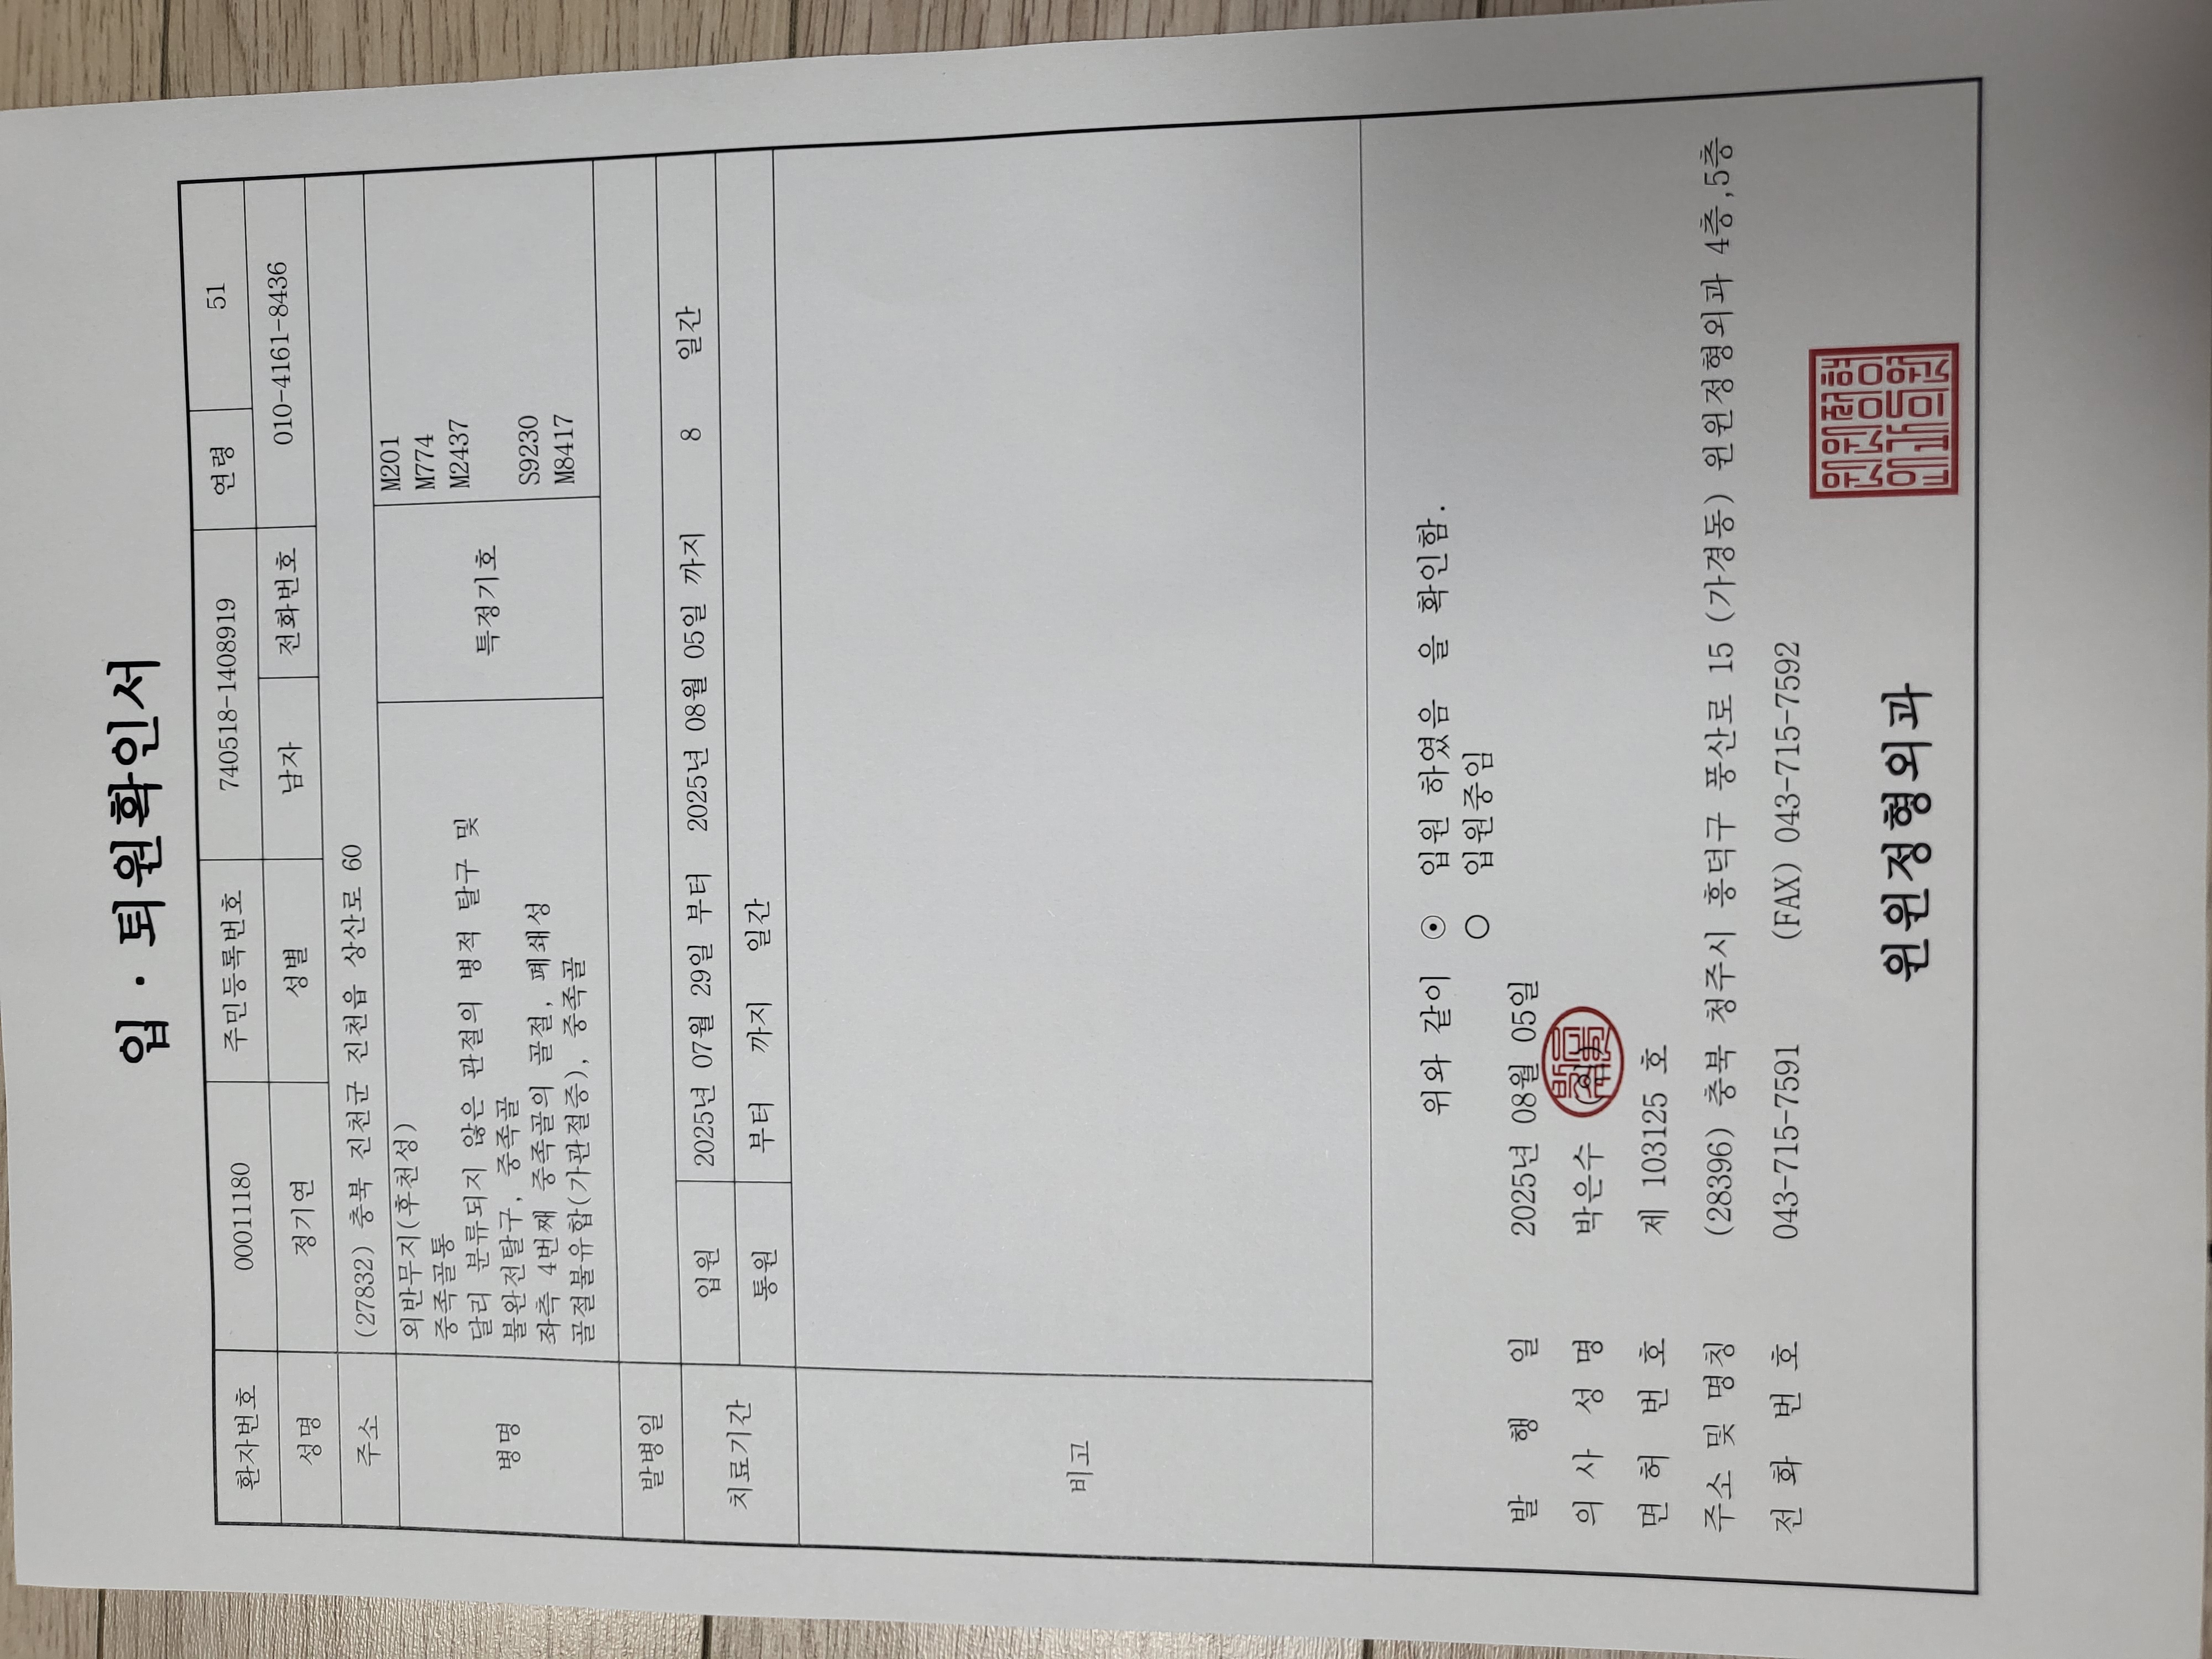 입 · 퇴원확인서
환자번호 00011180 주민등록번호 740518-1408919 연령 51
성명 정기연 성별 남자 전화번호 010-4161-8436
주소 (27832) 충북 진천군 진천읍 상산로 60
병명 특정기호
외반무지(후천성) M201
중족골통 M774
달리 분류되지 않은 관절의 병적 탈구 및 M2437
불완전탈구, 중족골
좌측 4번째 중족골의 골절, 폐쇄성 S9230
골절불유합(가관절증), 중족골 M8417
발병일
치료기간 입원 2025년 07월 29일 부터 2025년 08월 05일 까지 8 일간
통원 부터 까지 일간
비고
위와 같이 ⊙ 입원 하였음 을 확인함.
○ 입원중임
발 행 일 2025년 08월 05일
의 사 성 명 박은수 (인)
면 허 번 호 제 103125 호
주소 및 명칭 (28396) 충북 청주시 흥덕구 풍산로 15 (가경동) 원원정형외과 4층,5층
전 화 번 호 043-715-7591 (FAX) 043-715-7592
원원정형외과